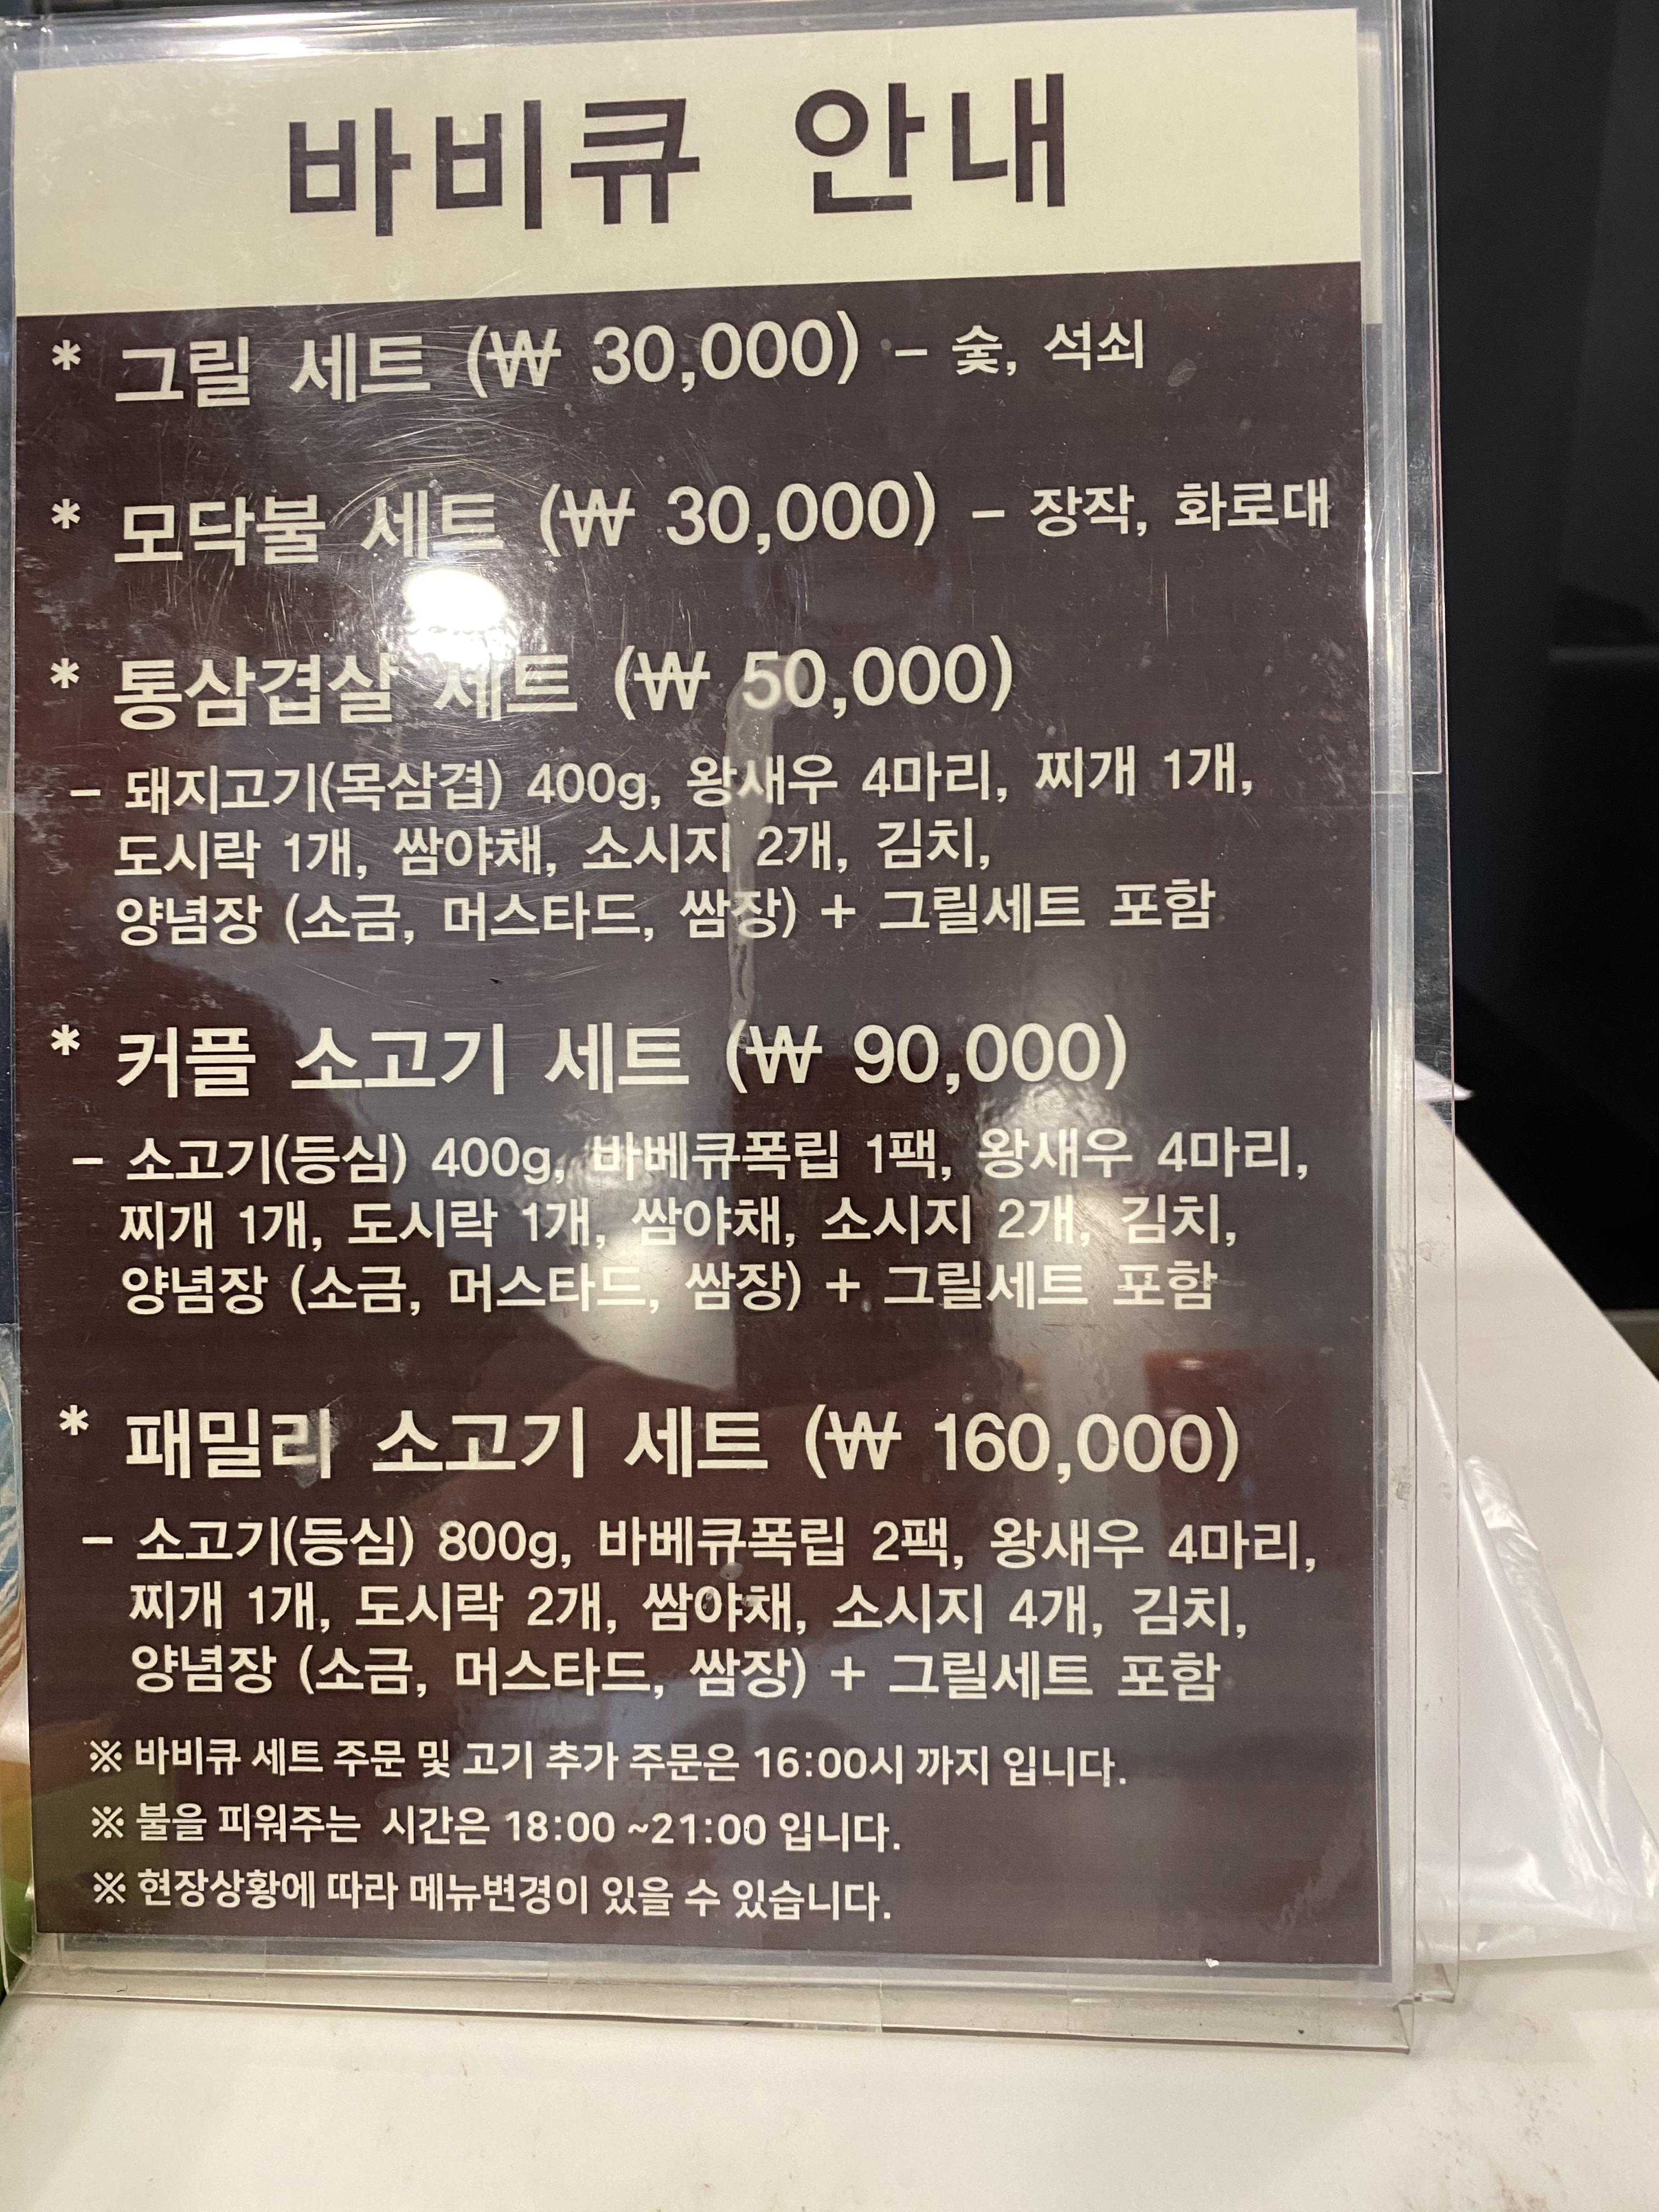 바비큐 안내
* 그릴 세트 (₩ 30,000) – 숯, 석쇠
* 모닥불 세트 (₩ 30,000) – 장작, 화로대
* 통삼겹살 세트 (₩ 50,000)
– 돼지고기(목삼겹) 400g, 왕새우 4마리, 찌개 1개,
도시락 1개, 쌈야채, 소시지 2개, 김치,
양념장 (소금, 머스타드, 쌈장) + 그릴세트 포함
* 커플 소고기 세트 (₩ 90,000)
– 소고기(등심) 400g, 바베큐폭립 1팩, 왕새우 4마리,
찌개 1개, 도시락 1개, 쌈야채, 소시지 2개, 김치,
양념장 (소금, 머스타드, 쌈장) + 그릴세트 포함
* 패밀리 소고기 세트 (₩ 160,000)
– 소고기(등심) 800g, 바베큐폭립 2팩, 왕새우 4마리,
찌개 1개, 도시락 2개, 쌈야채, 소시지 4개, 김치,
양념장 (소금, 머스타드, 쌈장) + 그릴세트 포함
※ 바비큐 세트 주문 및 고기 추가 주문은 16:00시 까지 입니다.
※ 불을 피워주는 시간은 18:00 ~21:00 입니다.
※ 현장상황에 따라 메뉴변경이 있을 수 있습니다.